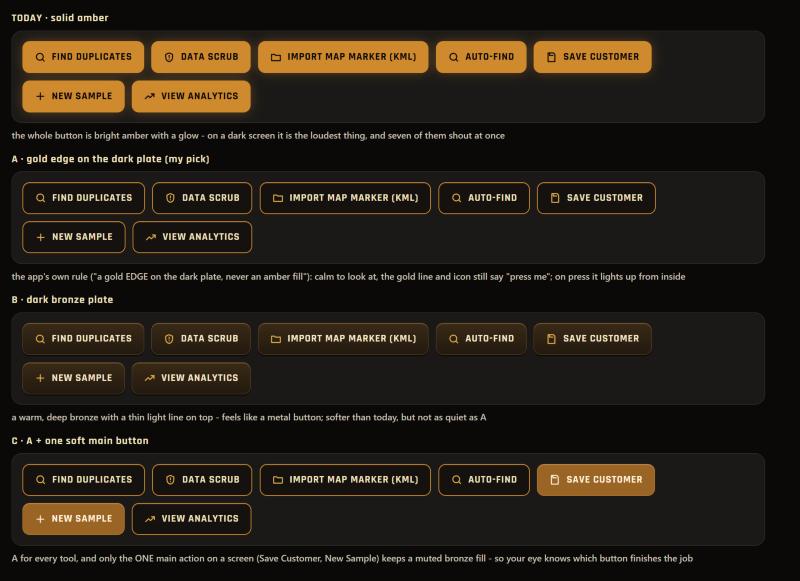 TODAY · solid amber
FIND DUPLICATES DATA SCRUB IMPORT MAP MARKER (KML) AUTO-FIND SAVE CUSTOMER
NEW SAMPLE VIEW ANALYTICS
the whole button is bright amber with a glow - on a dark screen it is the loudest thing, and seven of them shout at once
A · gold edge on the dark plate (my pick)
FIND DUPLICATES DATA SCRUB IMPORT MAP MARKER (KML) AUTO-FIND SAVE CUSTOMER
NEW SAMPLE VIEW ANALYTICS
the app's own rule ("a gold EDGE on the dark plate, never an amber fill"): calm to look at, the gold line and icon still say "press me"; on press it lights up from inside
B · dark bronze plate
FIND DUPLICATES DATA SCRUB IMPORT MAP MARKER (KML) AUTO-FIND SAVE CUSTOMER
NEW SAMPLE VIEW ANALYTICS
a warm, deep bronze with a thin light line on top - feels like a metal button; softer than today, but not as quiet as A
C · A + one soft main button
FIND DUPLICATES DATA SCRUB IMPORT MAP MARKER (KML) AUTO-FIND SAVE CUSTOMER
NEW SAMPLE VIEW ANALYTICS
A for every tool, and only the ONE main action on a screen (Save Customer, New Sample) keeps a muted bronze fill - so your eye knows which button finishes the job